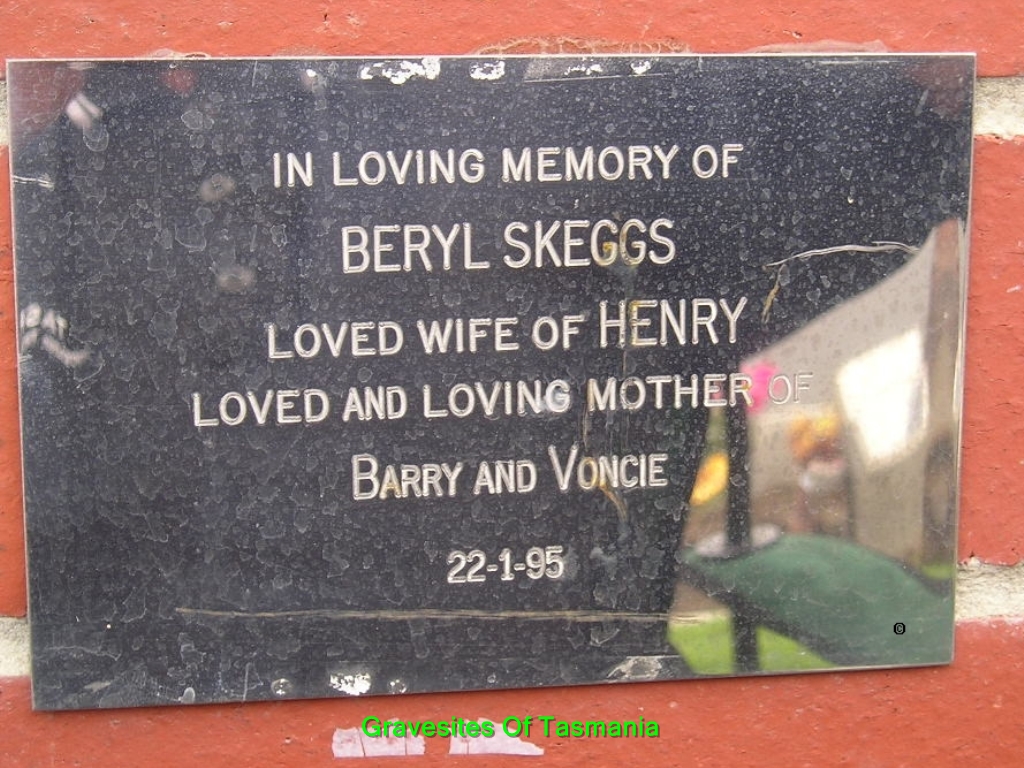 IN LOVING MEMORY OF
BERYL SKEGGS
LOVED WIFE OF HENRY
LOVED AND LOVING MOTHER OF
BARRY AND VONCIE
22-1-95
©
Gravesites Of Tasmania